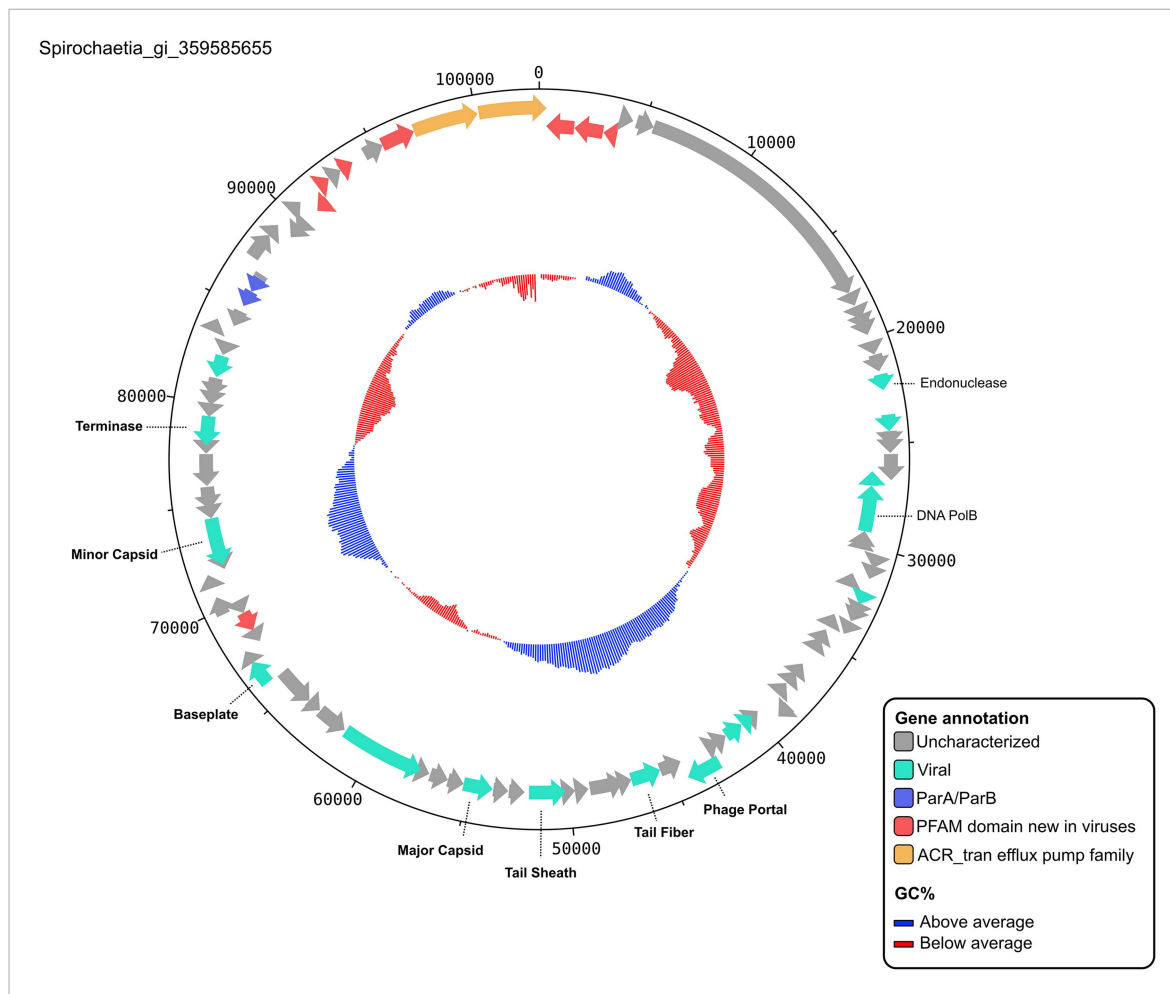 Spirochaetia_gi_359585655
0
100000
10000
90000
20000
Endonuclease
80000
Terminase
DNA PolB
Minor Capsid
30000
70000
Baseplate
40000
60000
Phage Portal
Tail Fiber
Major Capsid
50000
Tail Sheath
Gene annotation
Uncharacterized
Viral
ParA/ParB
PFAM domain new in viruses
ACR_tran efflux pump family
GC%
Above average
Below average